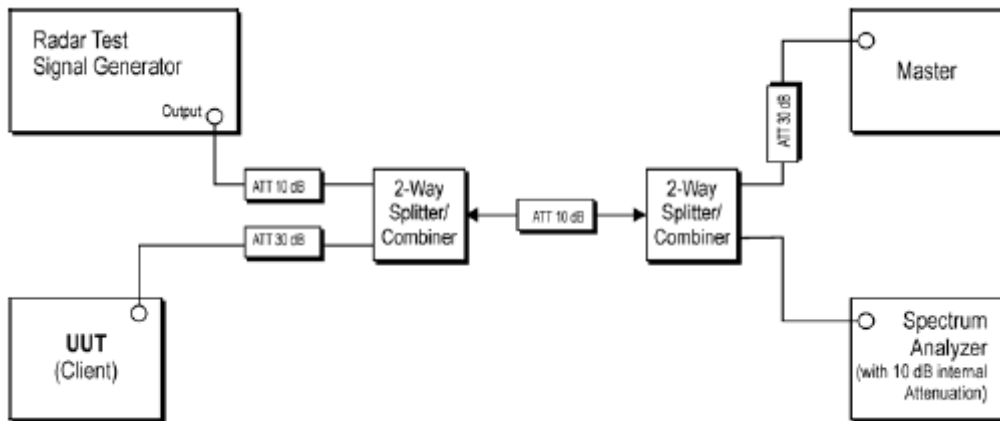 Radar Test
Signal Generator
Output
ATT 10 dB
ATT 30 dB
UUT
(Client)
2-Way
Splitter/
Combiner
ATT 10 dB
2-Way
Splitter/
Combiner
ATT 30 dB
Master
Spectrum
Analyzer
(with 10 dB internal
Attenuation)